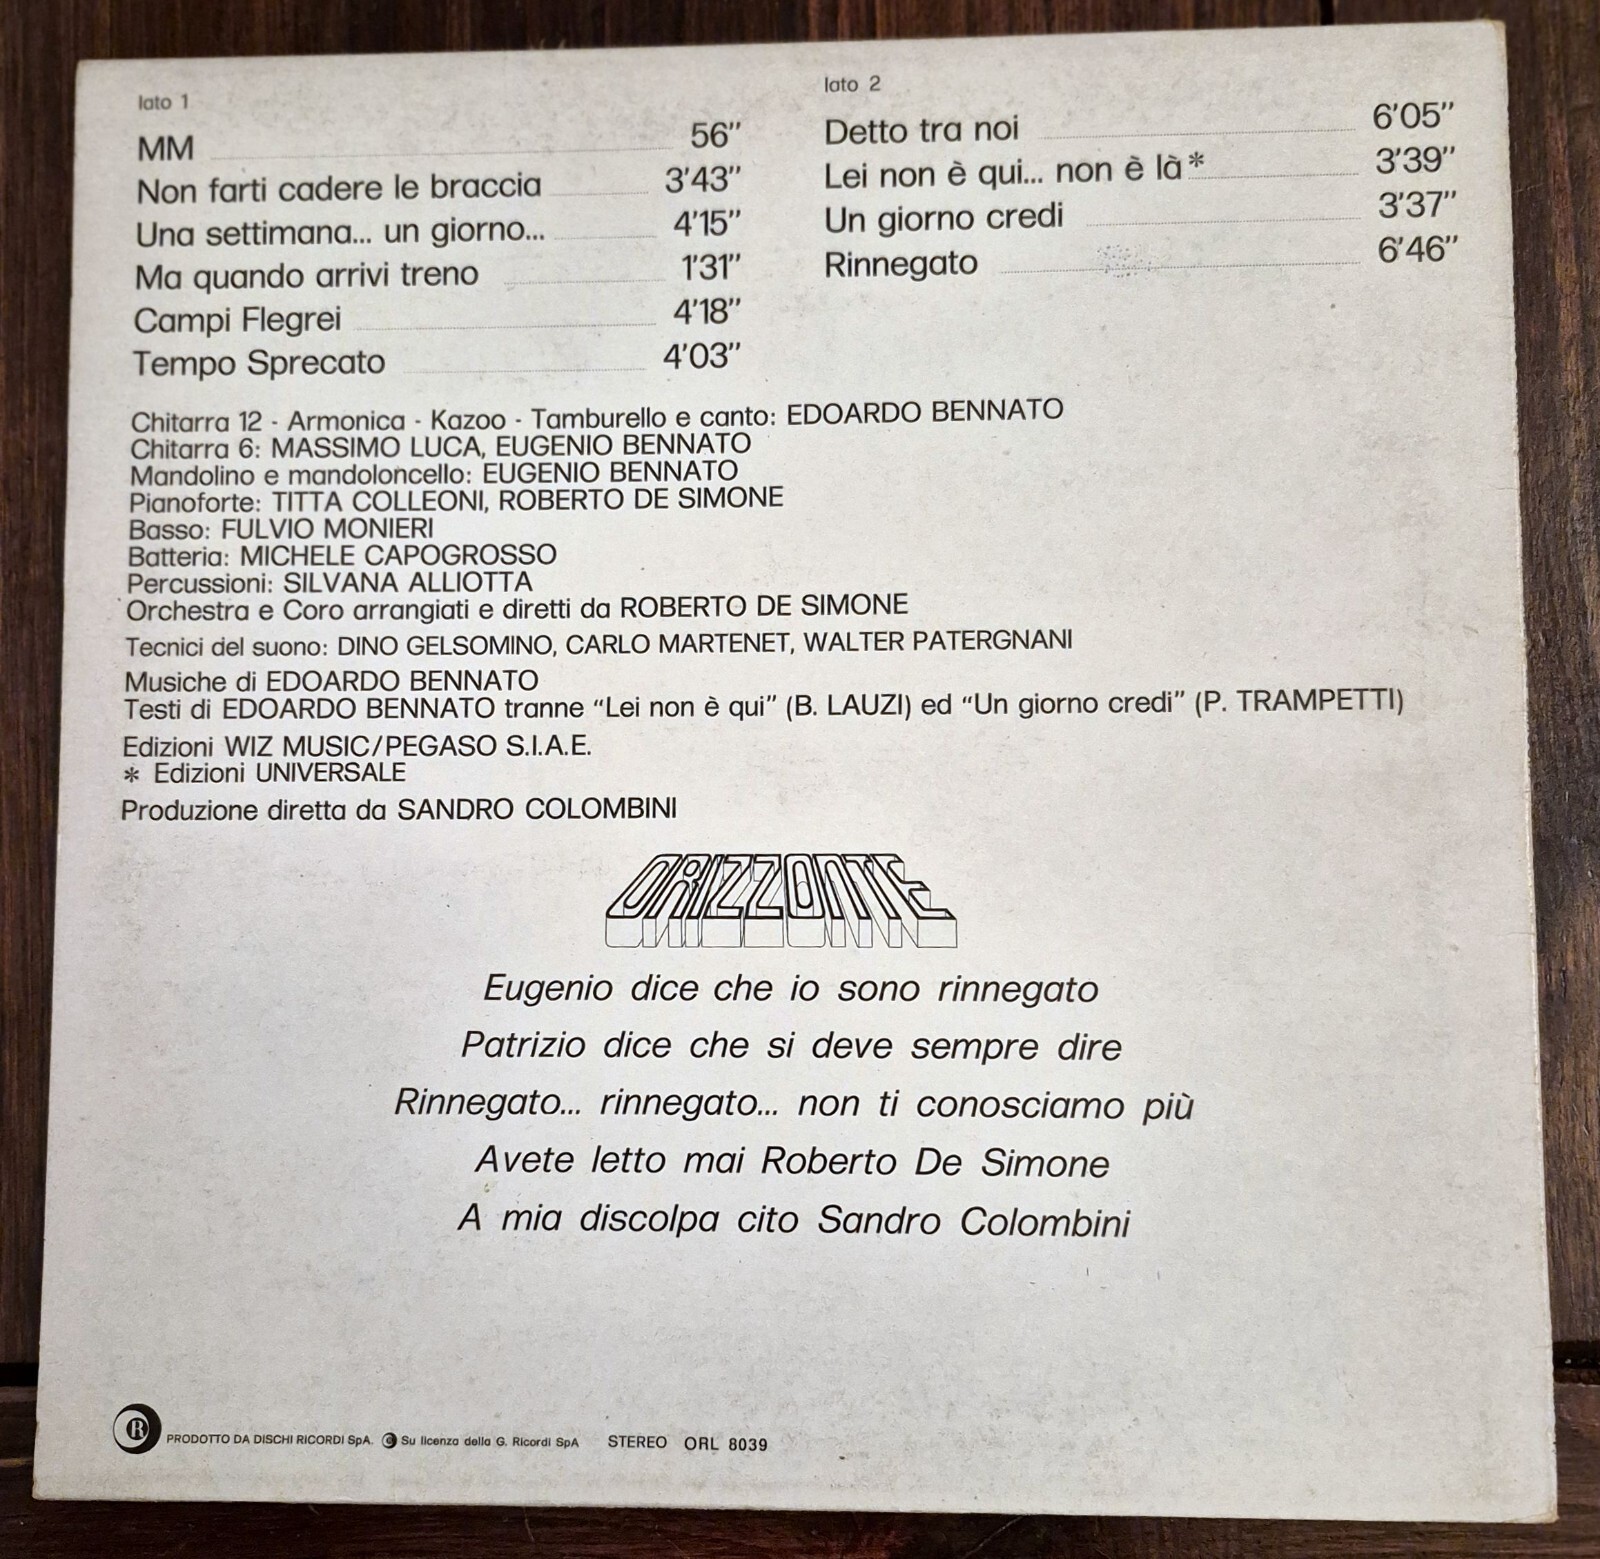 lato 1
MM 56"
Non farti cadere le braccia 3'43"
Una settimana... un giorno... 4'15"
Ma quando arrivi treno 1'31"
Campi Flegrei 4'18"
Tempo Sprecato 4'03"
lato 2
Detto tra noi 6'05"
Lei non è qui... non è là* 3'39"
Un giorno credi 3'37"
Rinnegato 6'46"
Chitarra 12 - Armonica - Kazoo - Tamburello e canto: EDOARDO BENNATO
Chitarra 6: MASSIMO LUCA, EUGENIO BENNATO
Mandolino e mandoloncello: EUGENIO BENNATO
Pianoforte: TITTA COLLEONI, ROBERTO DE SIMONE
Basso: FULVIO MONIERI
Batteria: MICHELE CAPOGROSSO
Percussioni: SILVANA ALLIOTTA
Orchestra e Coro arrangiati e diretti da ROBERTO DE SIMONE
Tecnici del suono: DINO GELSOMINO, CARLO MARTENET, WALTER PATERGNANI
Musiche di EDOARDO BENNATO
Testi di EDOARDO BENNATO tranne "Lei non è qui" (B. LAUZI) ed "Un giorno credi" (P. TRAMPETTI)
Edizioni WIZ MUSIC/PEGASO S.I.A.E.
* Edizioni UNIVERSALE
Produzione diretta da SANDRO COLOMBINI
ORIZZONTE
Eugenio dice che io sono rinnegato
Patrizio dice che si deve sempre dire
Rinnegato... rinnegato... non ti conosciamo più
Avete letto mai Roberto De Simone
A mia discolpa cito Sandro Colombini
R PRODOTTO DA DISCHI RICORDI SpA. Su licenza della G. Ricordi SpA STEREO ORL 8039